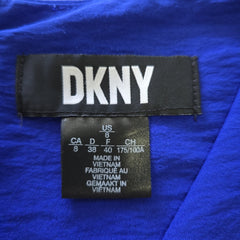 DKNY
US
8
CA D F CH
8 38 40 175/100A
MADE IN
VIETNAM
FABRIQUÉ AU
VIETNAM
GEMAAKT IN
VIETNAM